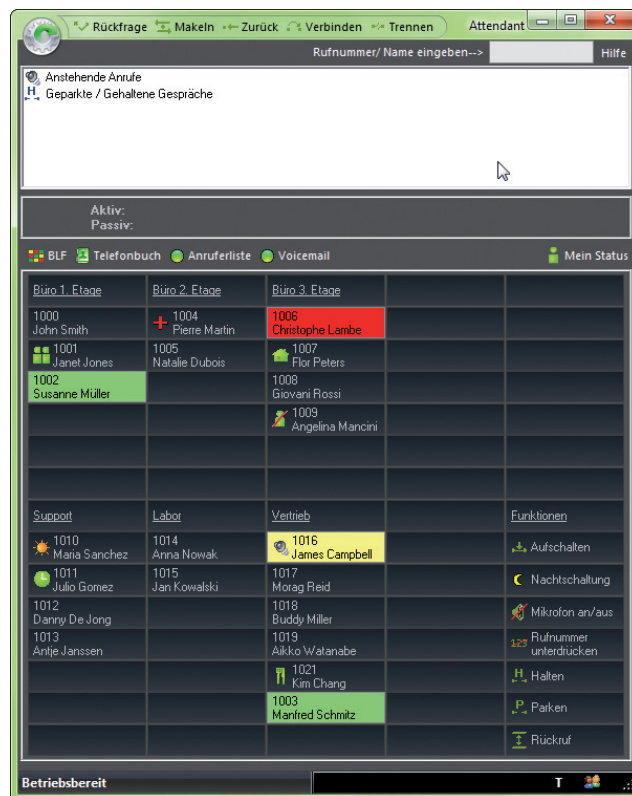 Rückfrage Makeln Zurück Verbinden Trennen Attendant
Rufnummer/ Name eingeben--> Hilfe
Anstehende Anrufe
H Geparkte / Gehaltene Gespräche
Aktiv:
Passiv:
BLF Telefonbuch Anruferliste Voicemail Mein Status
Büro 1. Etage Büro 2. Etage Büro 3. Etage
1000 1004 1006
John Smith Pierre Martin Christophe Lambe
1001 1005 1007
Janet Jones Natalie Dubois Flor Peters
1002 1008
Susanne Müller Giovani Rossi
1009
Angelina Mancini
Support Labor Vertrieb Funktionen
1010 1014 1016
Maria Sanchez Anna Nowak James Campbell Aufschalten
1011 1015 1017
Julio Gomez Jan Kowalski Morag Reid Nachtschaltung
1012 1018
Danny De Jong Buddy Miller Mikrofon an/aus
1013 1019 123 Rufnummer
Antje Janssen Aikko Watanabe unterdrücken
1021 H Halten
Kim Chang
1003 P Parken
Manfred Schmitz
Rückruf
Betriebsbereit T